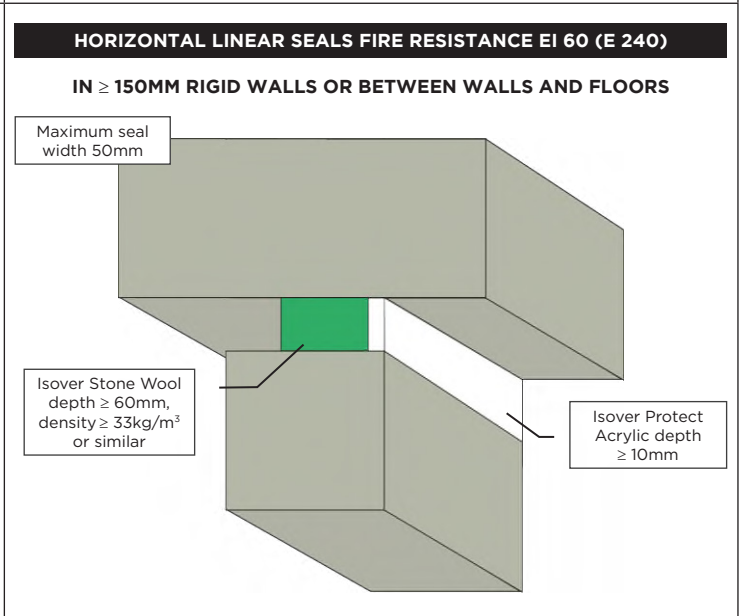 HORIZONTAL LINEAR SEALS FIRE RESISTANCE EI 60 (E 240)
IN ≥ 150MM RIGID WALLS OR BETWEEN WALLS AND FLOORS
Maximum seal
width 50mm
Isover Stone Wool
depth ≥ 60mm,
density ≥ 33kg/m³
or similar
Isover Protect
Acrylic depth
≥ 10mm